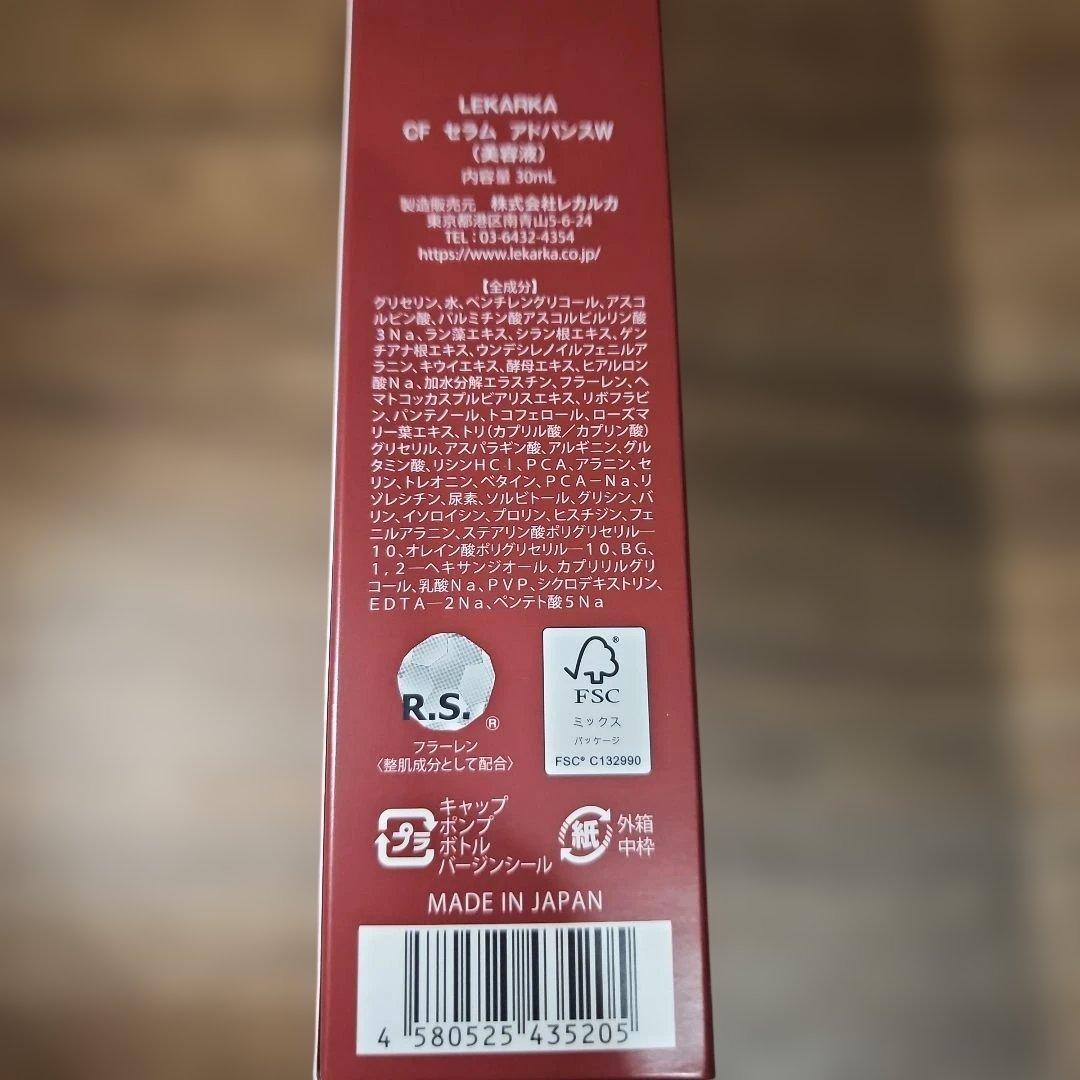 LEKARKA
CF セラム アドバンスW
（美容液）
内容量 30mL
製造販売元 株式会社レカルカ
東京都港区南青山5-6-24
TEL：03-6432-4354
https://www.lekarka.co.jp/
【全成分】
グリセリン、水、ペンチレングリコール、アスコ
ルビン酸、パルミチン酸アスコルビルリン酸
３Ｎａ、ラン藻エキス、シラン根エキス、ゲン
チアナ根エキス、ウンデシレノイルフェニルア
ラニン、キウイエキス、酵母エキス、ヒアルロン
酸Ｎａ、加水分解エラスチン、フラーレン、ヘ
マトコッカスプルビアリスエキス、リボフラビ
ン、パンテノール、トコフェロール、ローズマ
リー葉エキス、トリ（カプリル酸／カプリン酸）
グリセリル、アスパラギン酸、アルギニン、グル
タミン酸、リシンＨＣｌ、ＰＣＡ、アラニン、セ
リン、トレオニン、ベタイン、ＰＣＡ－Ｎａ、リ
ゾレシチン、尿素、ソルビトール、グリシン、バ
リン、イソロイシン、プロリン、ヒスチジン、フェ
ニルアラニン、ステアリン酸ポリグリセリル―
１０、オレイン酸ポリグリセリル―１０、ＢＧ、
１，２―ヘキサンジオール、カプリリルグリ
コール、乳酸Ｎａ、ＰＶＰ、シクロデキストリン、
ＥＤＴＡ―２Ｎａ、ペンテト酸５Ｎａ
R.S.®
フラーレン
〈整肌成分として配合〉
®
FSC
ミックス
パッケージ
FSC® C132990
プラ
キャップ
ポンプ
ボトル
バージンシール
紙
外箱
中枠
MADE IN JAPAN
4 580525 435205